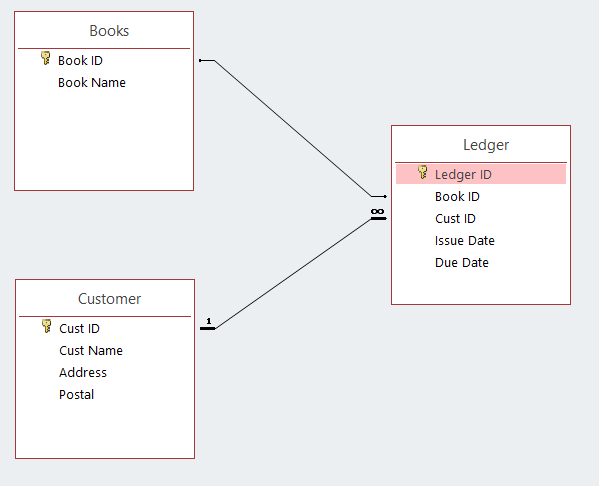 Books
Book ID
Book Name
Ledger
Ledger ID
Book ID
Cust ID
Issue Date
Due Date
∞
Customer
1
Cust ID
Cust Name
Address
Postal